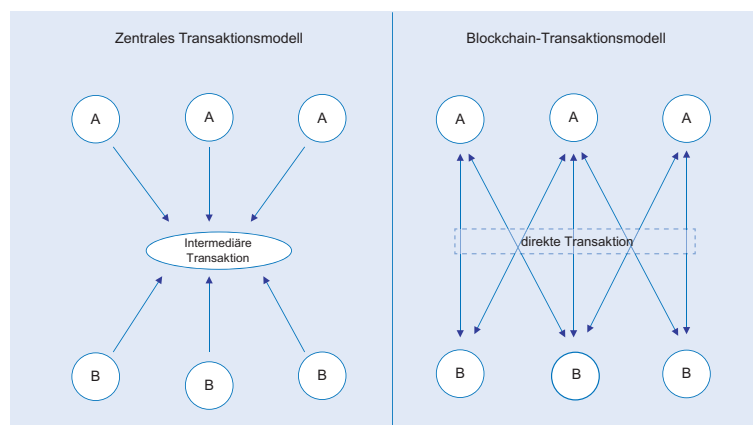 Zentrales Transaktionsmodell
A
A
A
Intermediäre
Transaktion
B
B
B
Blockchain-Transaktionsmodell
A
A
A
direkte Transaktion
B
B
B